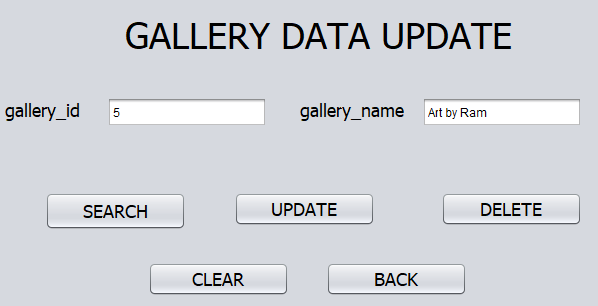 GALLERY DATA UPDATE
gallery_id 5 gallery_name Art by Ram
SEARCH UPDATE DELETE
CLEAR BACK